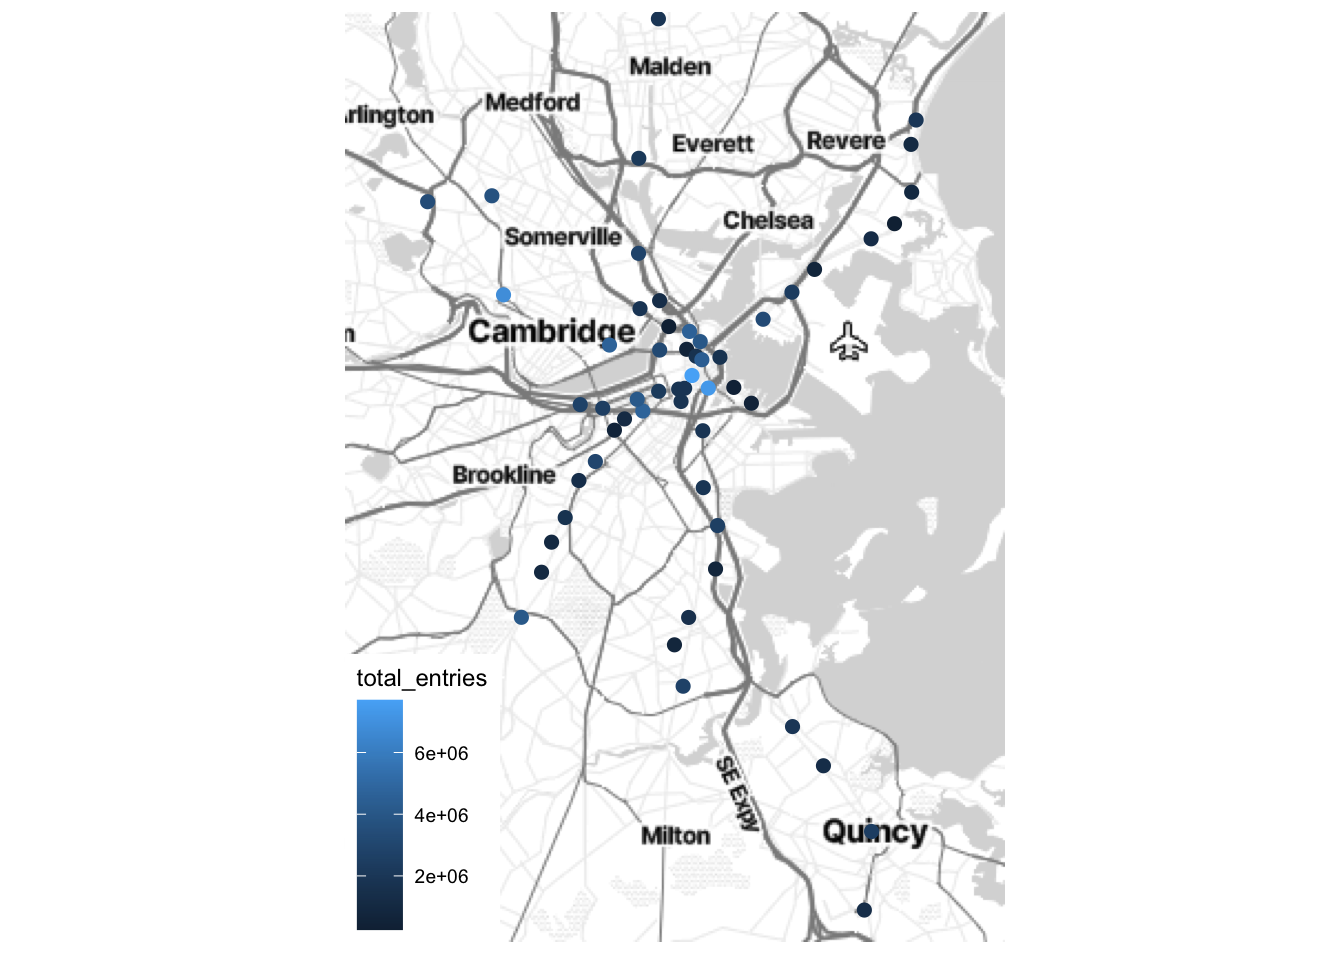 Malden
Medford
rlington
Everett
Revere
Chelsea
Somerville
Cambridge
n
Brookline
total_entries
6e+06
4e+06
2e+06
SE Expy
Quincy
Milton